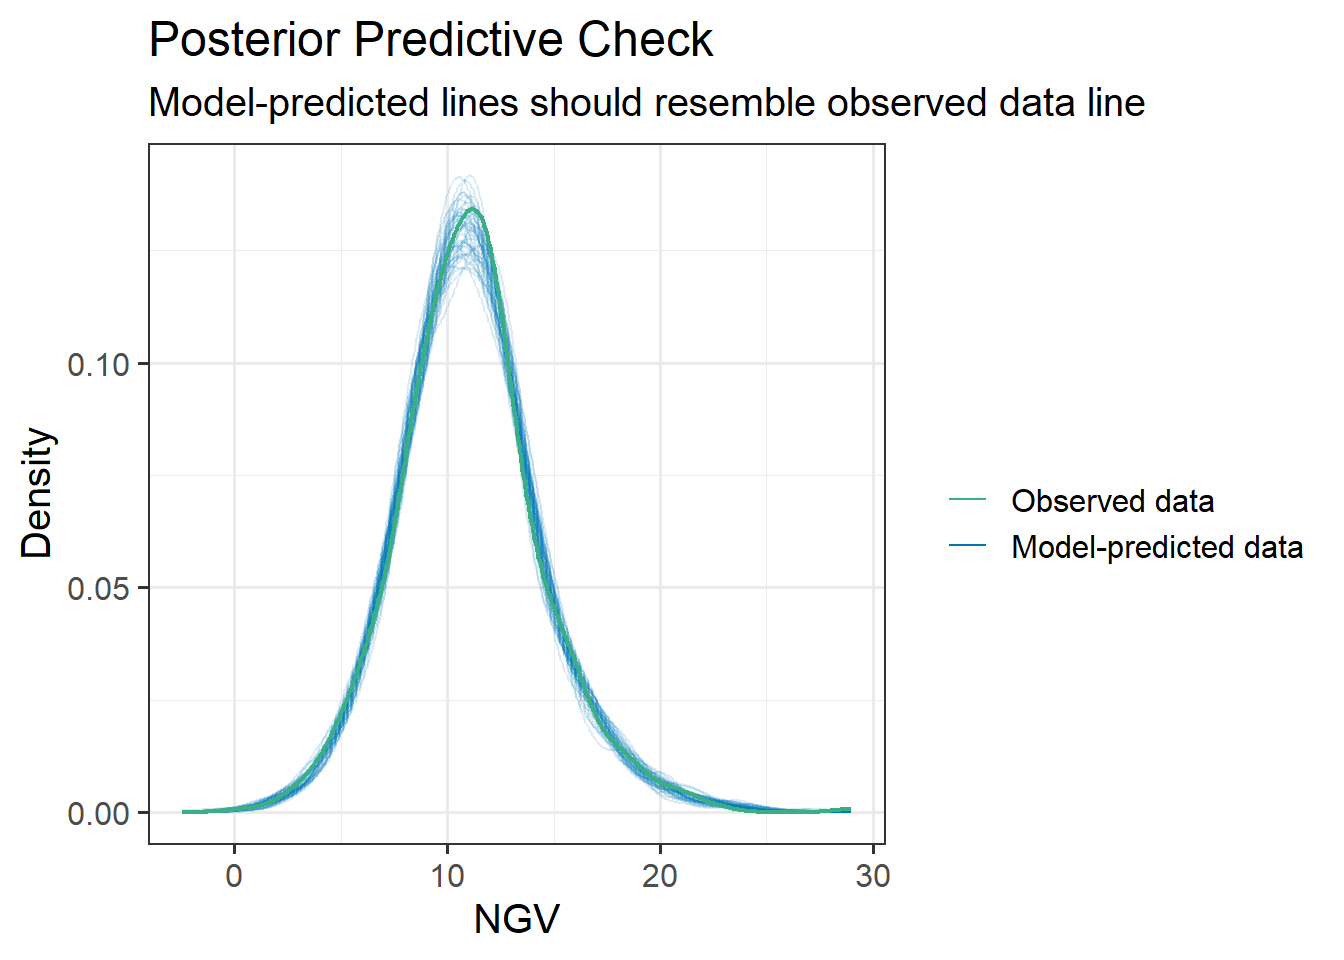 Posterior Predictive Check
Model-predicted lines should resemble observed data line
Density
0.10
0.05
0.00
0
10
20
30
NGV
Observed data
Model-predicted data